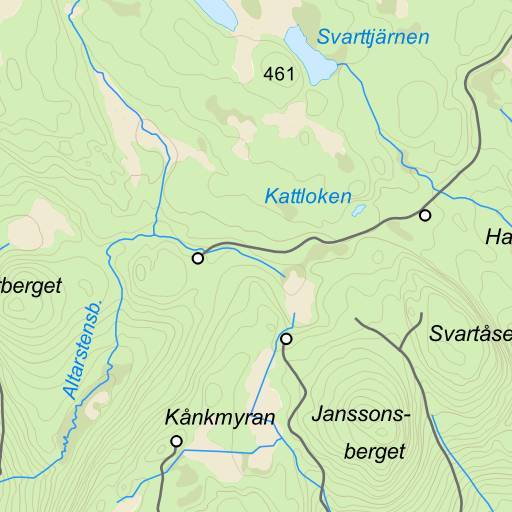 Svarttjärnen
461
Kattloken
Ha
rberget
Altarstensb.
Svartåse
Kånkmyran
Janssons-
berget